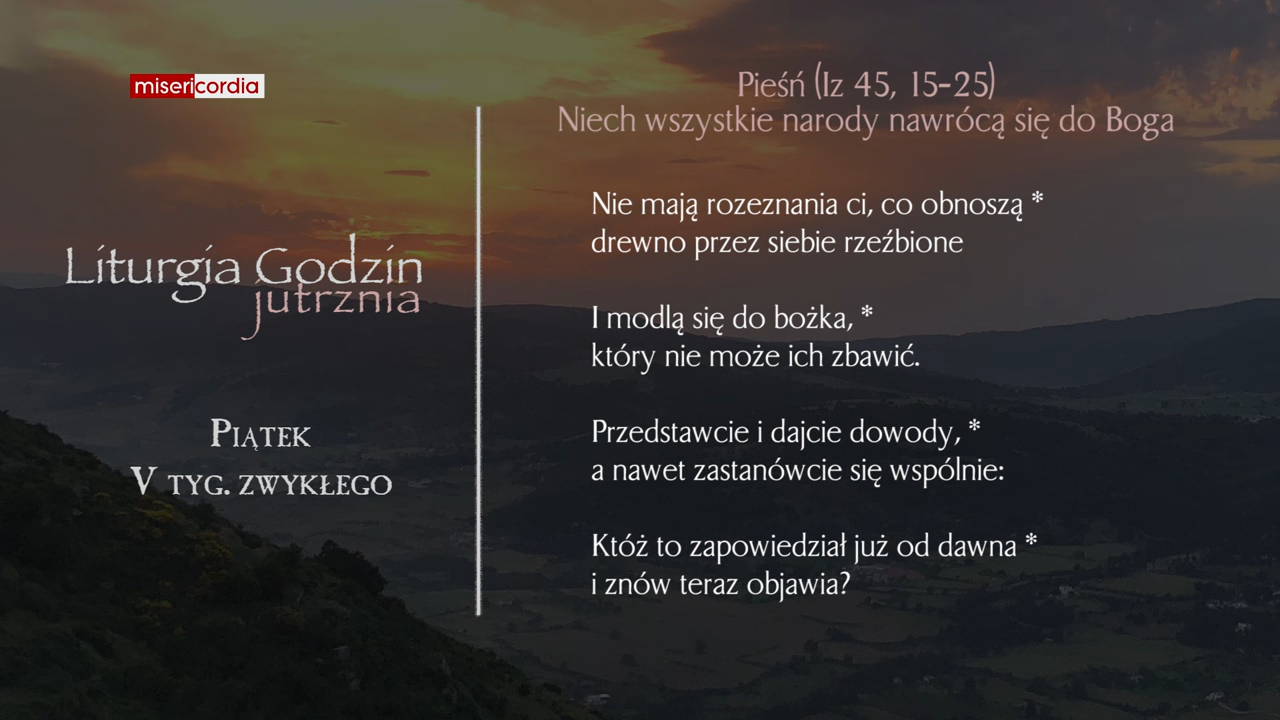 misericordia
Liturgia Godzin
jutrznia
Piątek
V tyg. zwykłego
Pieśń (Iz 45, 15-25)
Niech wszystkie narody nawrócą się do Boga
Nie mają rozeznania ci, co obnoszą *
drewno przez siebie rzeźbione
I modlą się do bożka, *
który nie może ich zbawić.
Przedstawcie i dajcie dowody, *
a nawet zastanówcie się wspólnie:
Któż to zapowiedział już od dawna *
i znów teraz objawia?